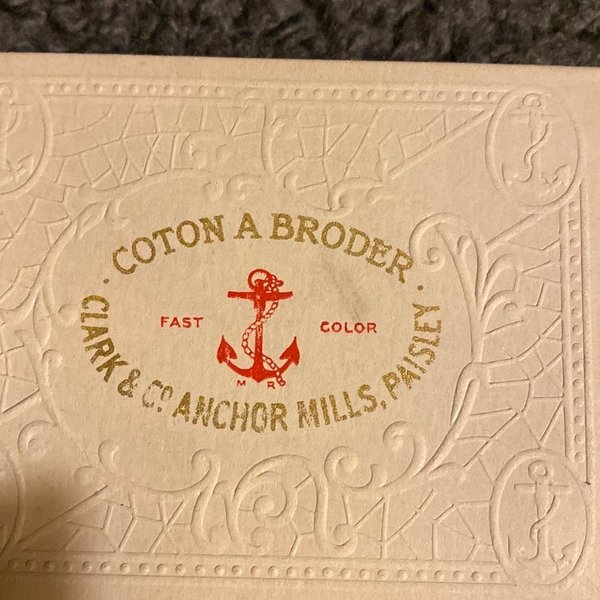 · COTON A BRODER ·
FAST COLOR
M R
CLARK & Co ANCHOR MILLS, PAISLEY